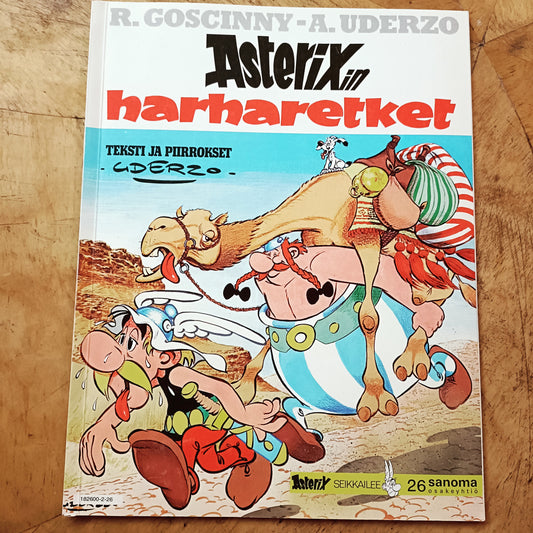 R. GOSCINNY-A. UDERZO
Asterixin
harharetket
TEKSTI JA PIIRROKSET
-UDERZO-
Asterix SEIKKAILEE 26 sanoma
osakeyhtiö
182600-2-26